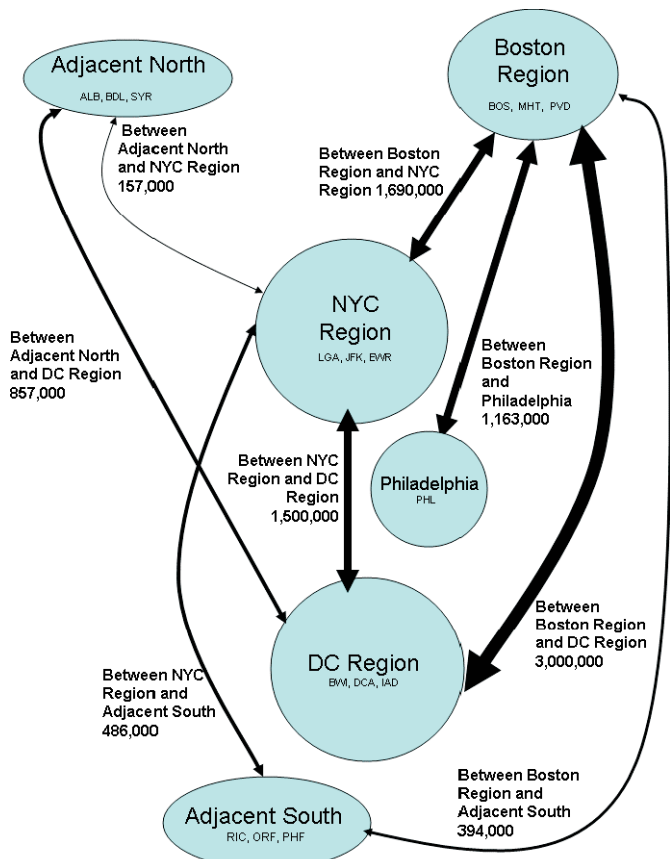 Adjacent North
ALB, BDL, SYR
Boston
Region
BOS, MHT, PVD
Between
Adjacent North
and NYC Region
157,000
Between Boston
Region and NYC
Region 1,690,000
NYC
Region
LGA, JFK, EWR
Between
Adjacent North
and DC Region
857,000
Between
Boston Region
and
Philadelphia
1,163,000
Between NYC
Region and DC
Region
1,500,000
Philadelphia
PHL
Between
Boston Region
and DC Region
3,000,000
DC Region
BWI, DCA, IAD
Between NYC
Region and
Adjacent South
486,000
Between Boston
Region and
Adjacent South
394,000
Adjacent South
RIC, ORF, PHF